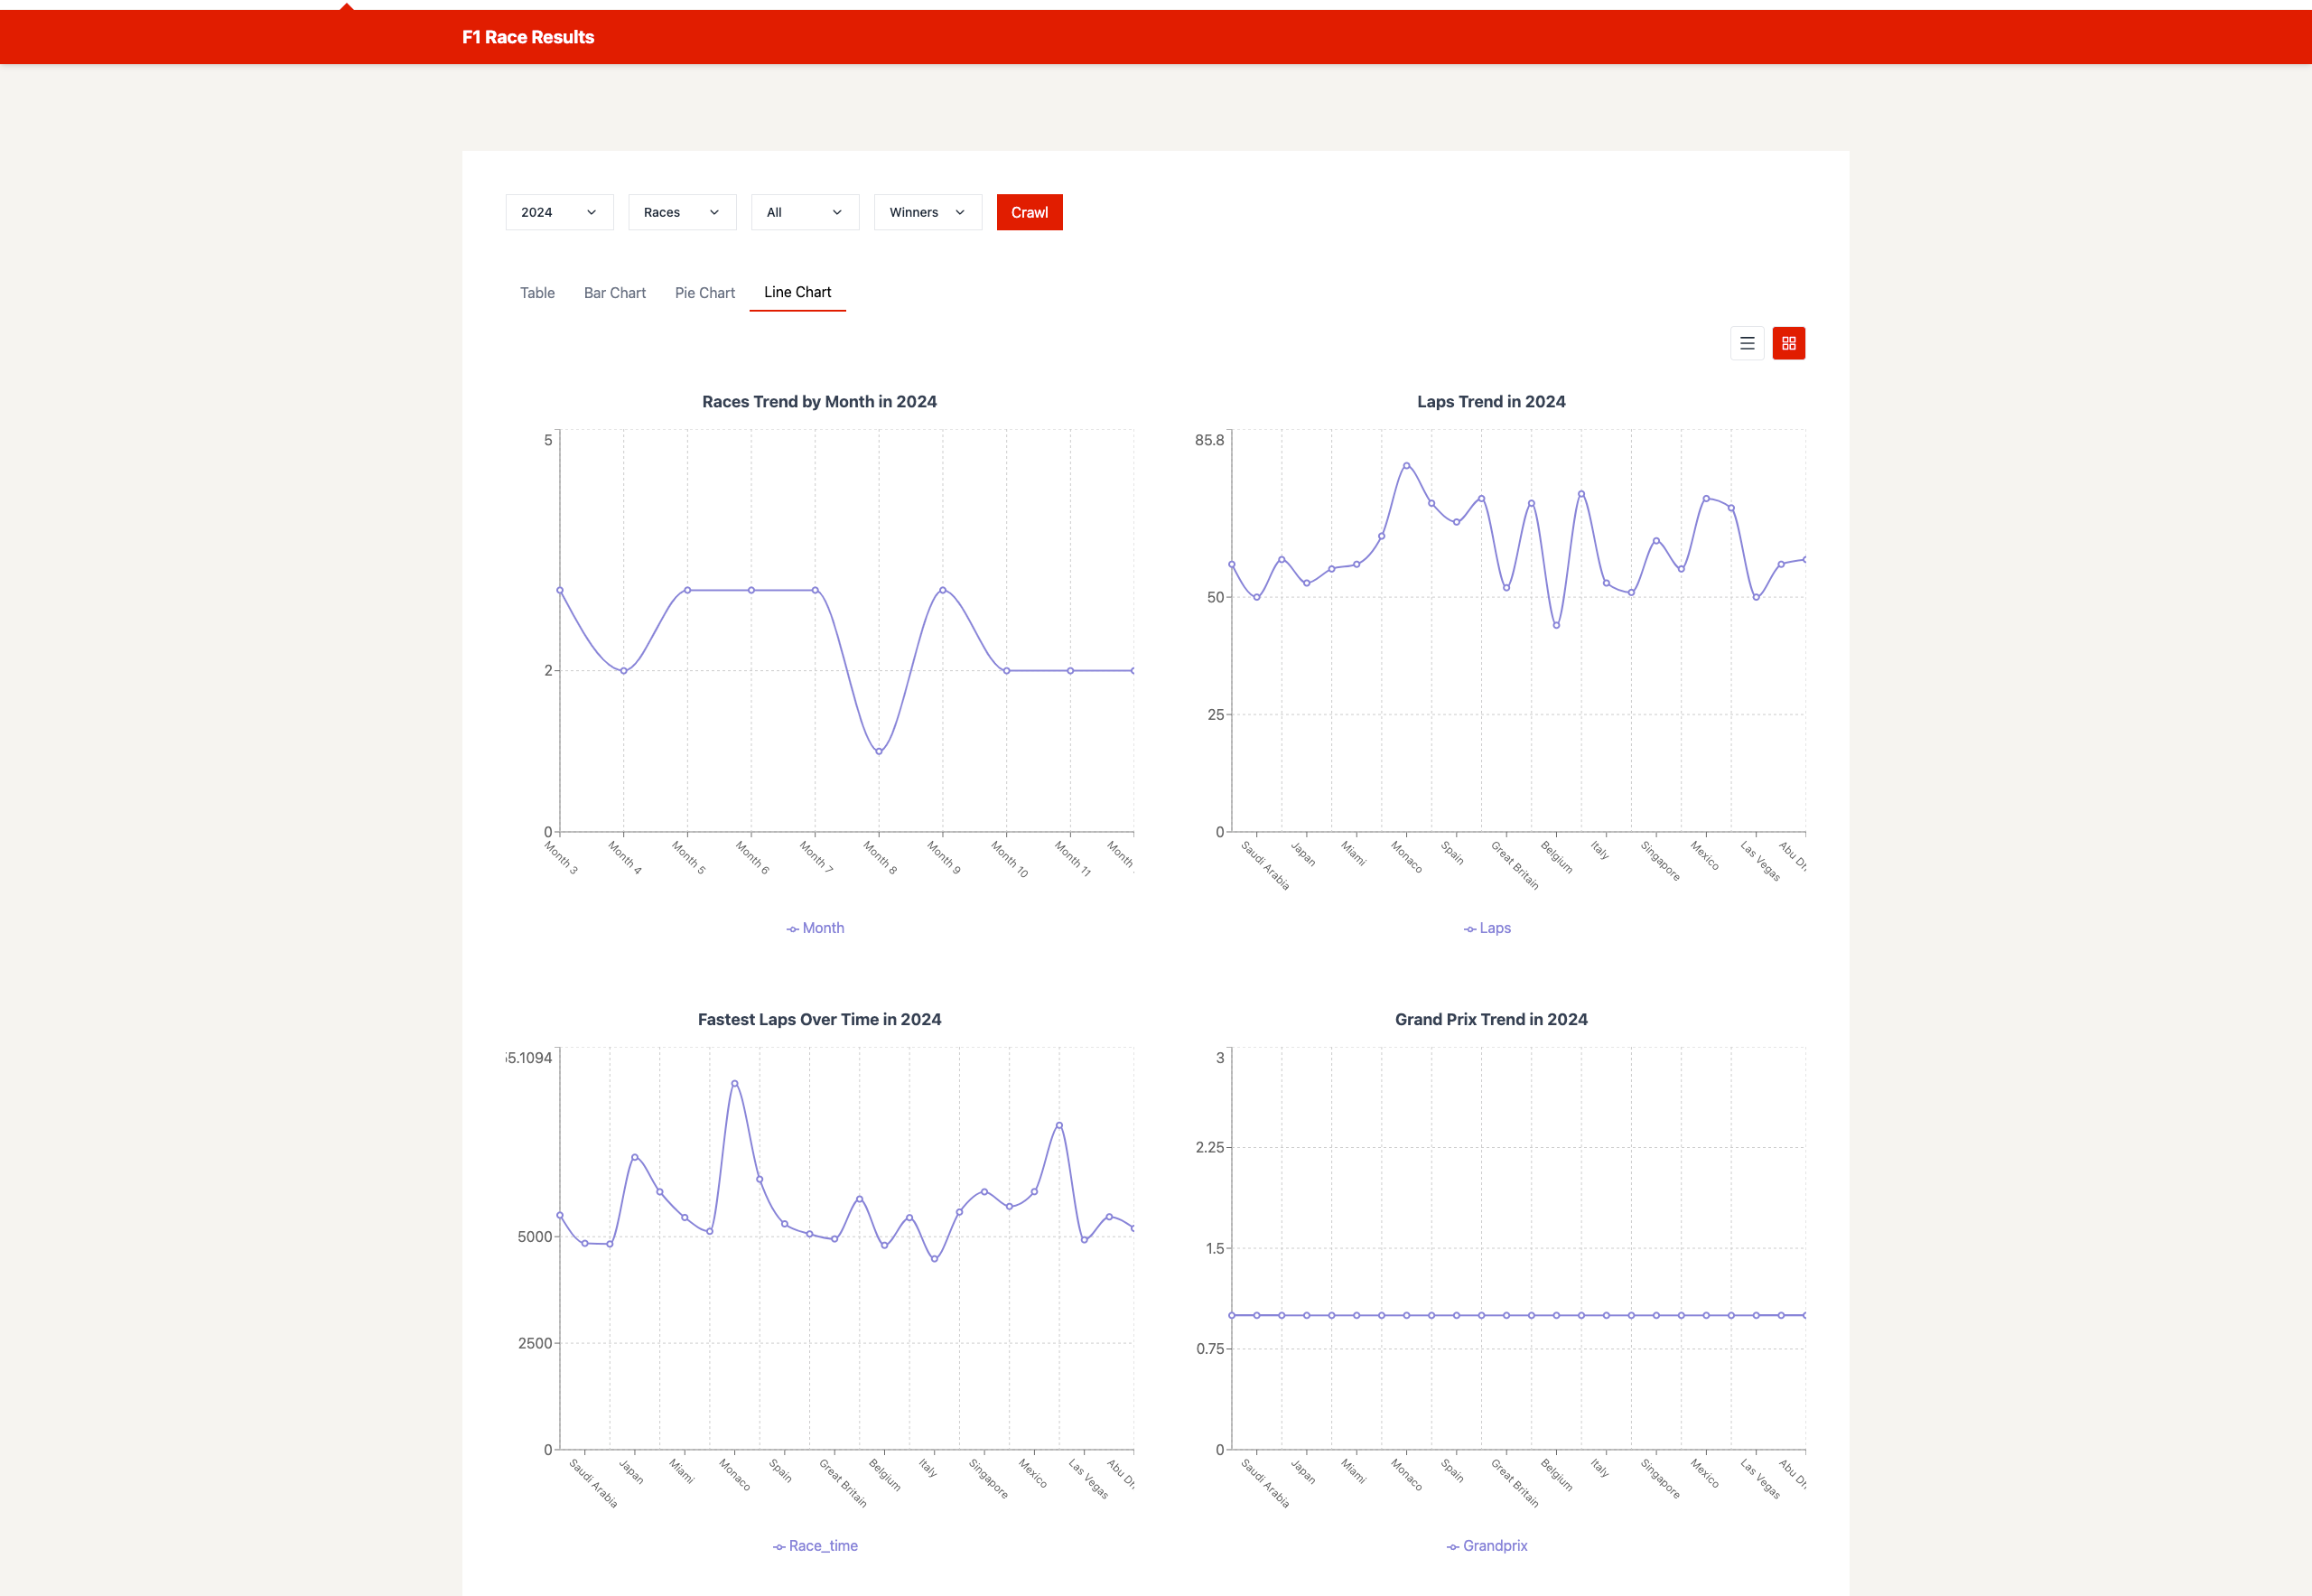 F1 Race Results
2024 Races All Winners Crawl
Table Bar Chart Pie Chart Line Chart
Races Trend by Month in 2024
5
2
0
Month 3 Month 4 Month 5 Month 6 Month 7 Month 8 Month 9 Month 10 Month 11 Month
Month
Laps Trend in 2024
85.8
50
25
0
Saudi Arabia Japan Miami Monaco Spain Great Britain Belgium Italy Singapore Mexico Las Vegas Abu
Laps
Fastest Laps Over Time in 2024
5.1094
5000
2500
0
Saudi Arabia Japan Miami Monaco Spain Great Britain Belgium Italy Singapore Mexico Las Vegas Abu
Race_time
Grand Prix Trend in 2024
3
2.25
1.5
0.75
0
Saudi Arabia Japan Miami Monaco Spain Great Britain Belgium Italy Singapore Mexico Las Vegas Abu
Grandprix